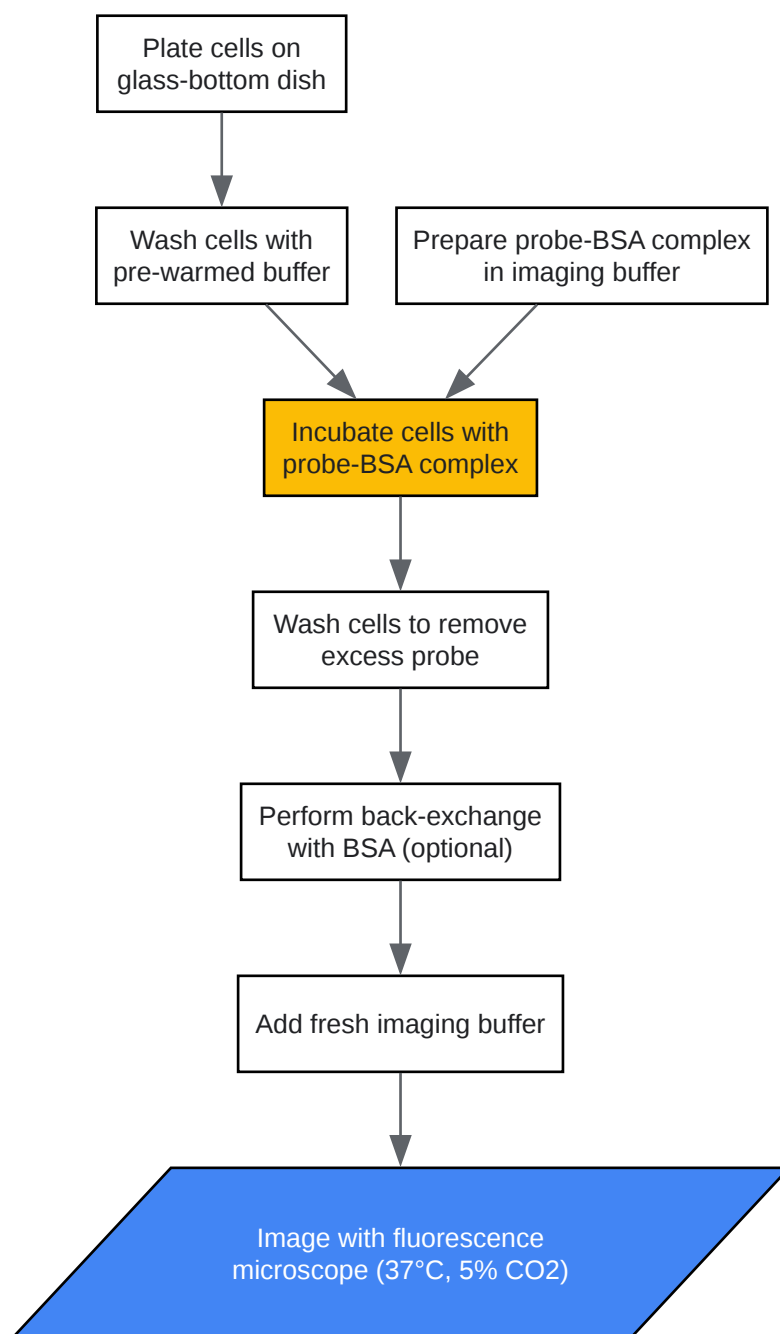 Plate cells on
glass-bottom dish
Wash cells with
pre-warmed buffer
Prepare probe-BSA complex
in imaging buffer
Incubate cells with
probe-BSA complex
Wash cells to remove
excess probe
Perform back-exchange
with BSA (optional)
Add fresh imaging buffer
Image with fluorescence
microscope (37°C, 5% CO2)